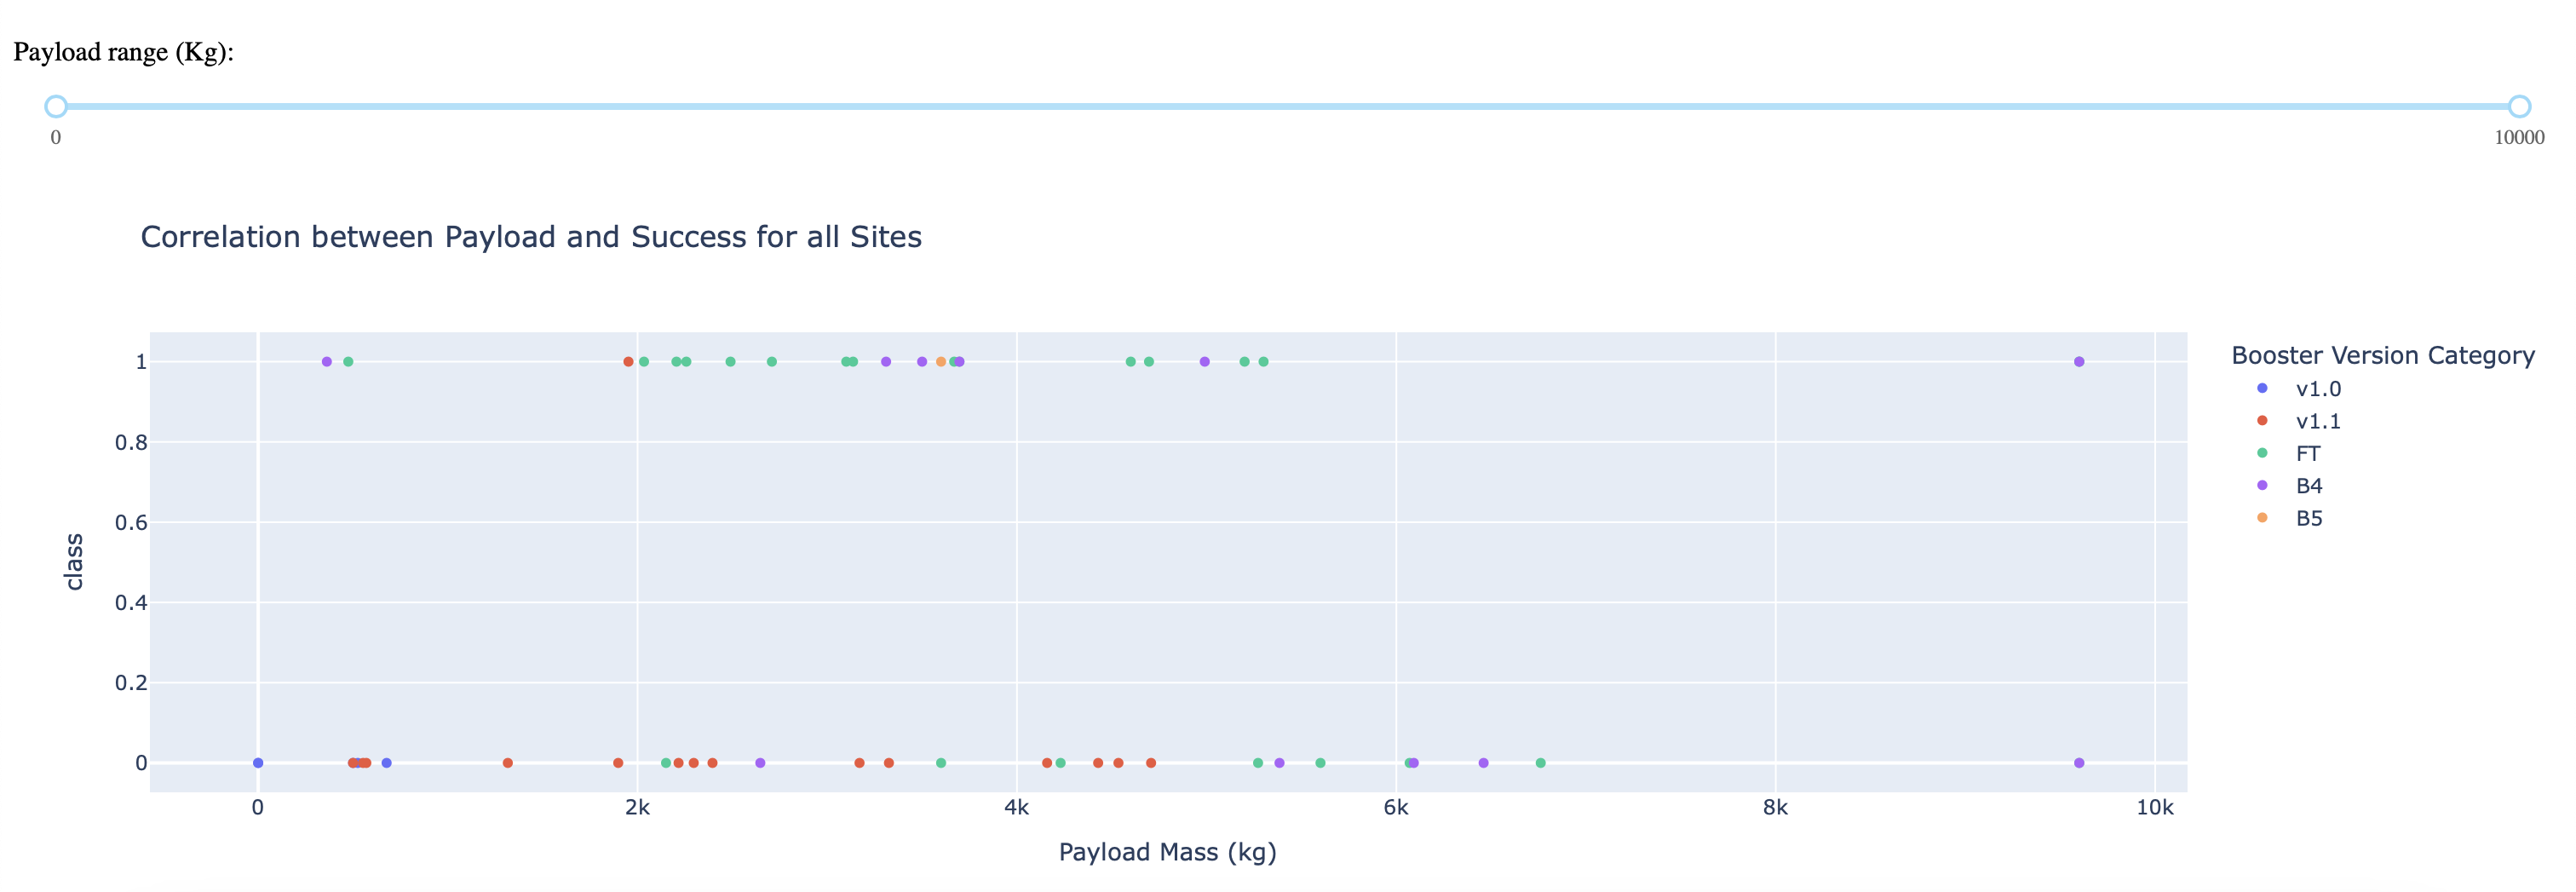 Payload range (Kg):
0
10000
Correlation between Payload and Success for all Sites
1
0.8
0.6
0.4
0.2
0
class
0
2k
4k
6k
8k
10k
Payload Mass (kg)
Booster Version Category
v1.0
v1.1
FT
B4
B5